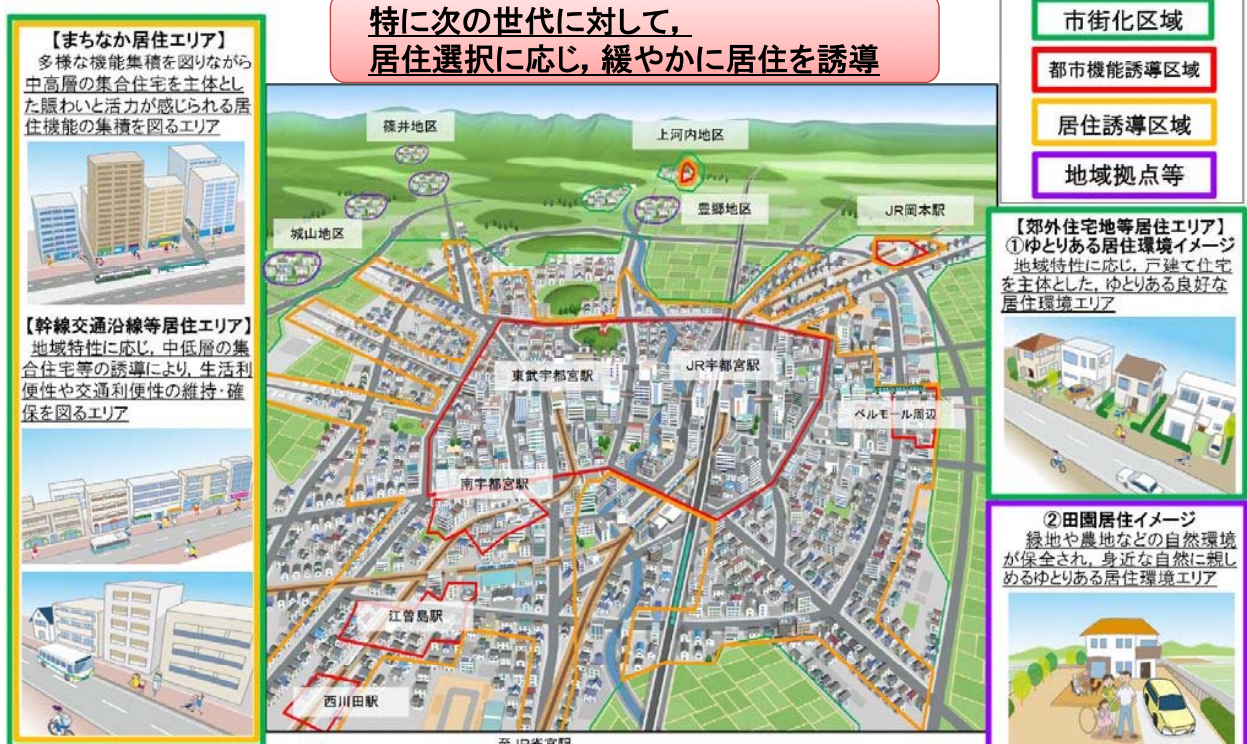 特に次の世代に対して，
居住選択に応じ，緩やかに居住を誘導
【まちなか居住エリア】
多様な機能集積を図りながら
中高層の集合住宅を主体とし
た賑わいと活力が感じられる居
住機能の集積を図るエリア
【幹線交通沿線等居住エリア】
地域特性に応じ，中低層の集
合住宅等の誘導により，生活利
便性や交通利便性の維持・確
保を図るエリア
篠井地区
上河内地区
豊郷地区
JR岡本駅
城山地区
東武宇都宮駅
JR宇都宮駅
ベルモール周辺
南宇都宮駅
江曽島駅
西川田駅
至JR雀宮駅
市街化区域
都市機能誘導区域
居住誘導区域
地域拠点等
【郊外住宅地等居住エリア】
①ゆとりある居住環境イメージ
地域特性に応じ，戸建て住宅
を主体とした，ゆとりある良好な
居住環境エリア
②田園居住イメージ
緑地や農地などの自然環境
が保全され，身近な自然に親し
めるゆとりある居住環境エリア